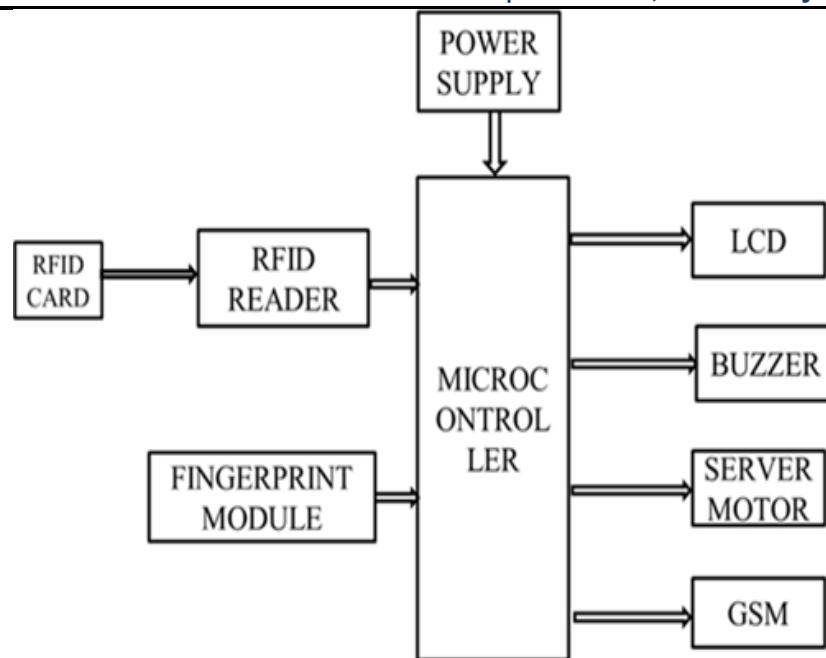 POWER
SUPPLY
RFID
CARD
RFID
READER
FINGERPRINT
MODULE
MICROC
ONTROL
LER
LCD
BUZZER
SERVER
MOTOR
GSM